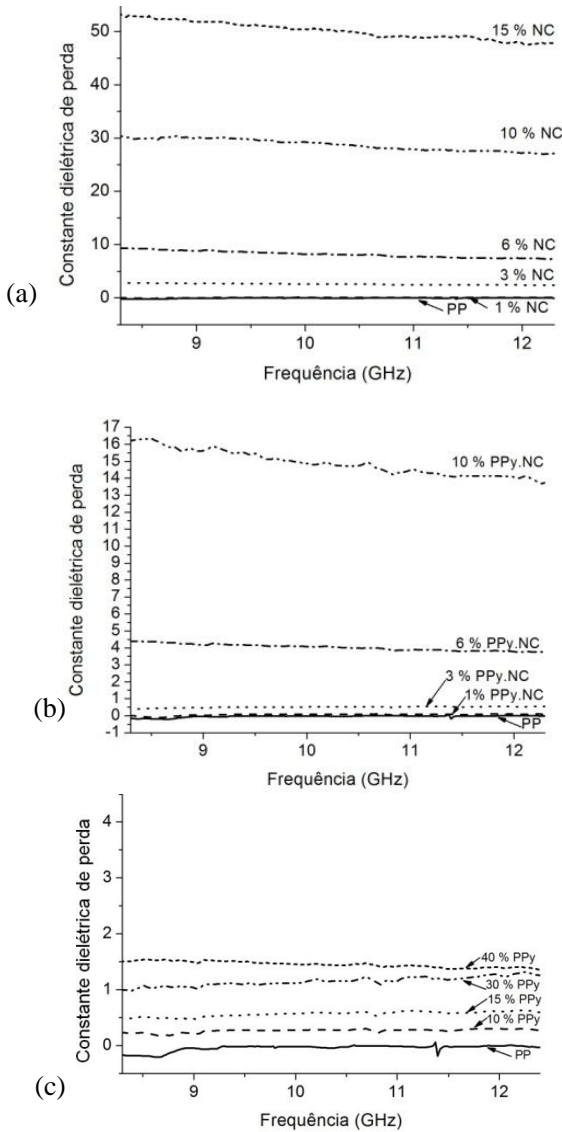 Constante dielétrica de perda
50
40
30
20
10
0
15 % NC
10 % NC
6 % NC
3 % NC
PP
1 % NC
(a)
9
10
11
12
Frequência (GHz)
Constante dielétrica de perda
17
16
15
14
13
12
11
10
9
8
7
6
5
4
3
2
1
0
-1
10 % PPy.NC
6 % PPy.NC
3 % PPy.NC
1% PPy.NC
PP
(b)
9
10
11
12
Frequência (GHz)
Constante dielétrica de perda
4
3
2
1
0
40 % PPy
30 % PPy
15 % PPy
10 % PPy
PP
(c)
9
10
11
12
Frequência (GHz)